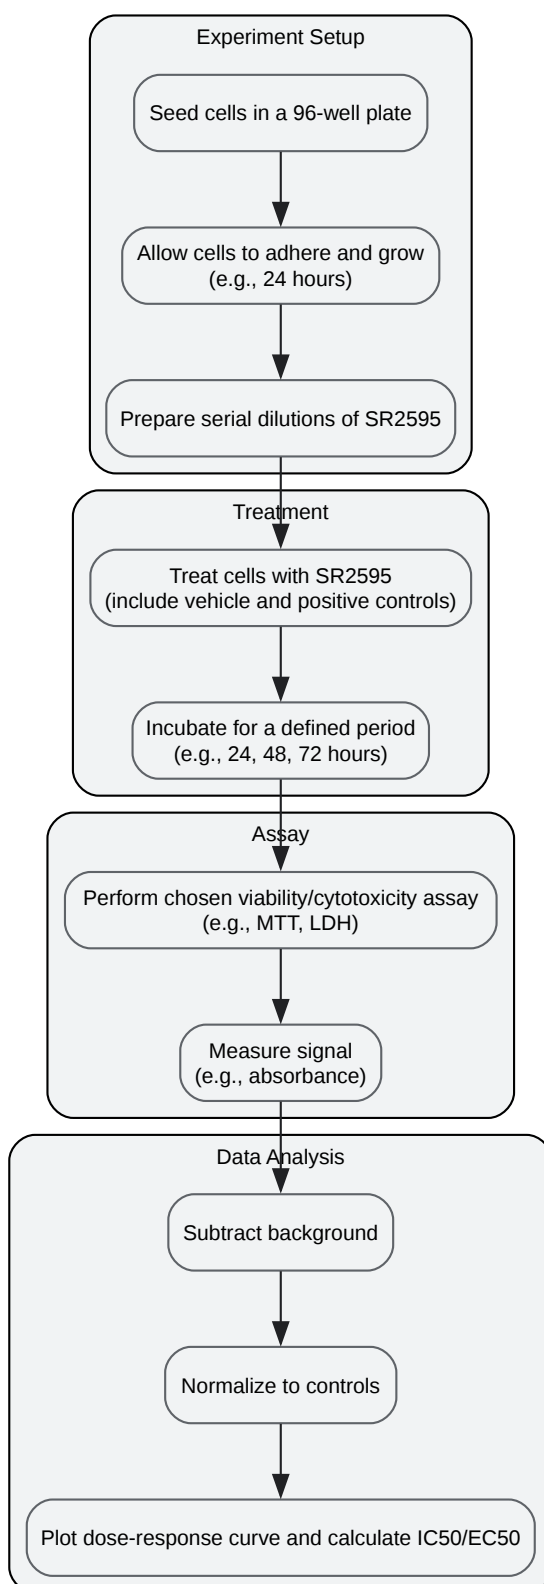 Experiment Setup
Seed cells in a 96-well plate
Allow cells to adhere and grow
(e.g., 24 hours)
Prepare serial dilutions of SR2595
Treatment
Treat cells with SR2595
(include vehicle and positive controls)
Incubate for a defined period
(e.g., 24, 48, 72 hours)
Assay
Perform chosen viability/cytotoxicity assay
(e.g., MTT, LDH)
Measure signal
(e.g., absorbance)
Data Analysis
Subtract background
Normalize to controls
Plot dose-response curve and calculate IC50/EC50